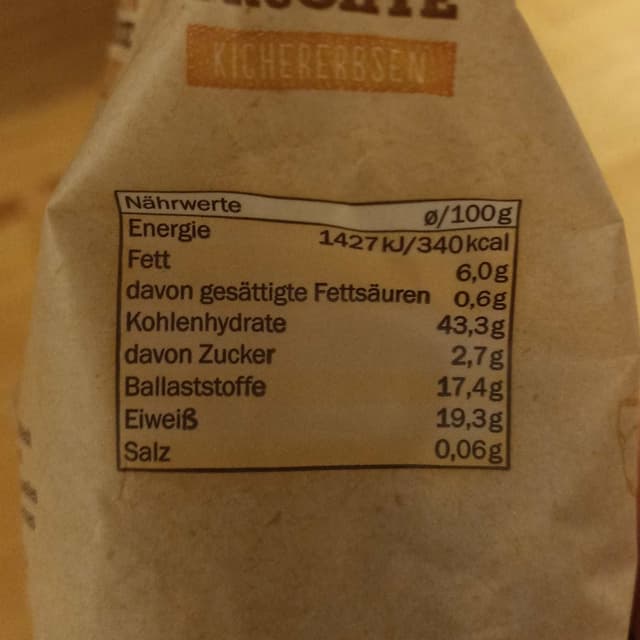 KICHERERBSEN
Nährwerte ø/100g
Energie 1427 kJ/340 kcal
Fett 6,0g
davon gesättigte Fettsäuren 0,6g
Kohlenhydrate 43,3g
davon Zucker 2,7g
Ballaststoffe 17,4g
Eiweiß 19,3g
Salz 0,06g